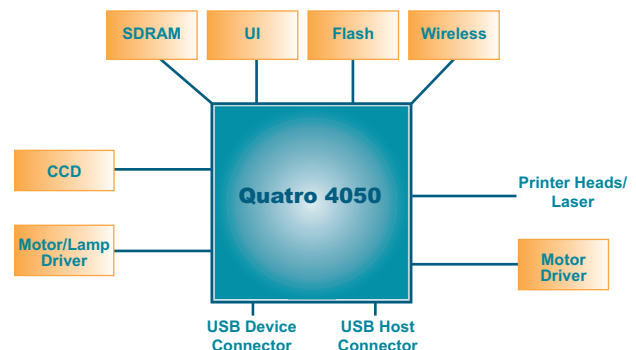 SDRAM
UI
Flash
Wireless
CCD
Quatro 4050
Printer Heads/
Laser
Motor/Lamp
Driver
Motor
Driver
USB Device
Connector
USB Host
Connector